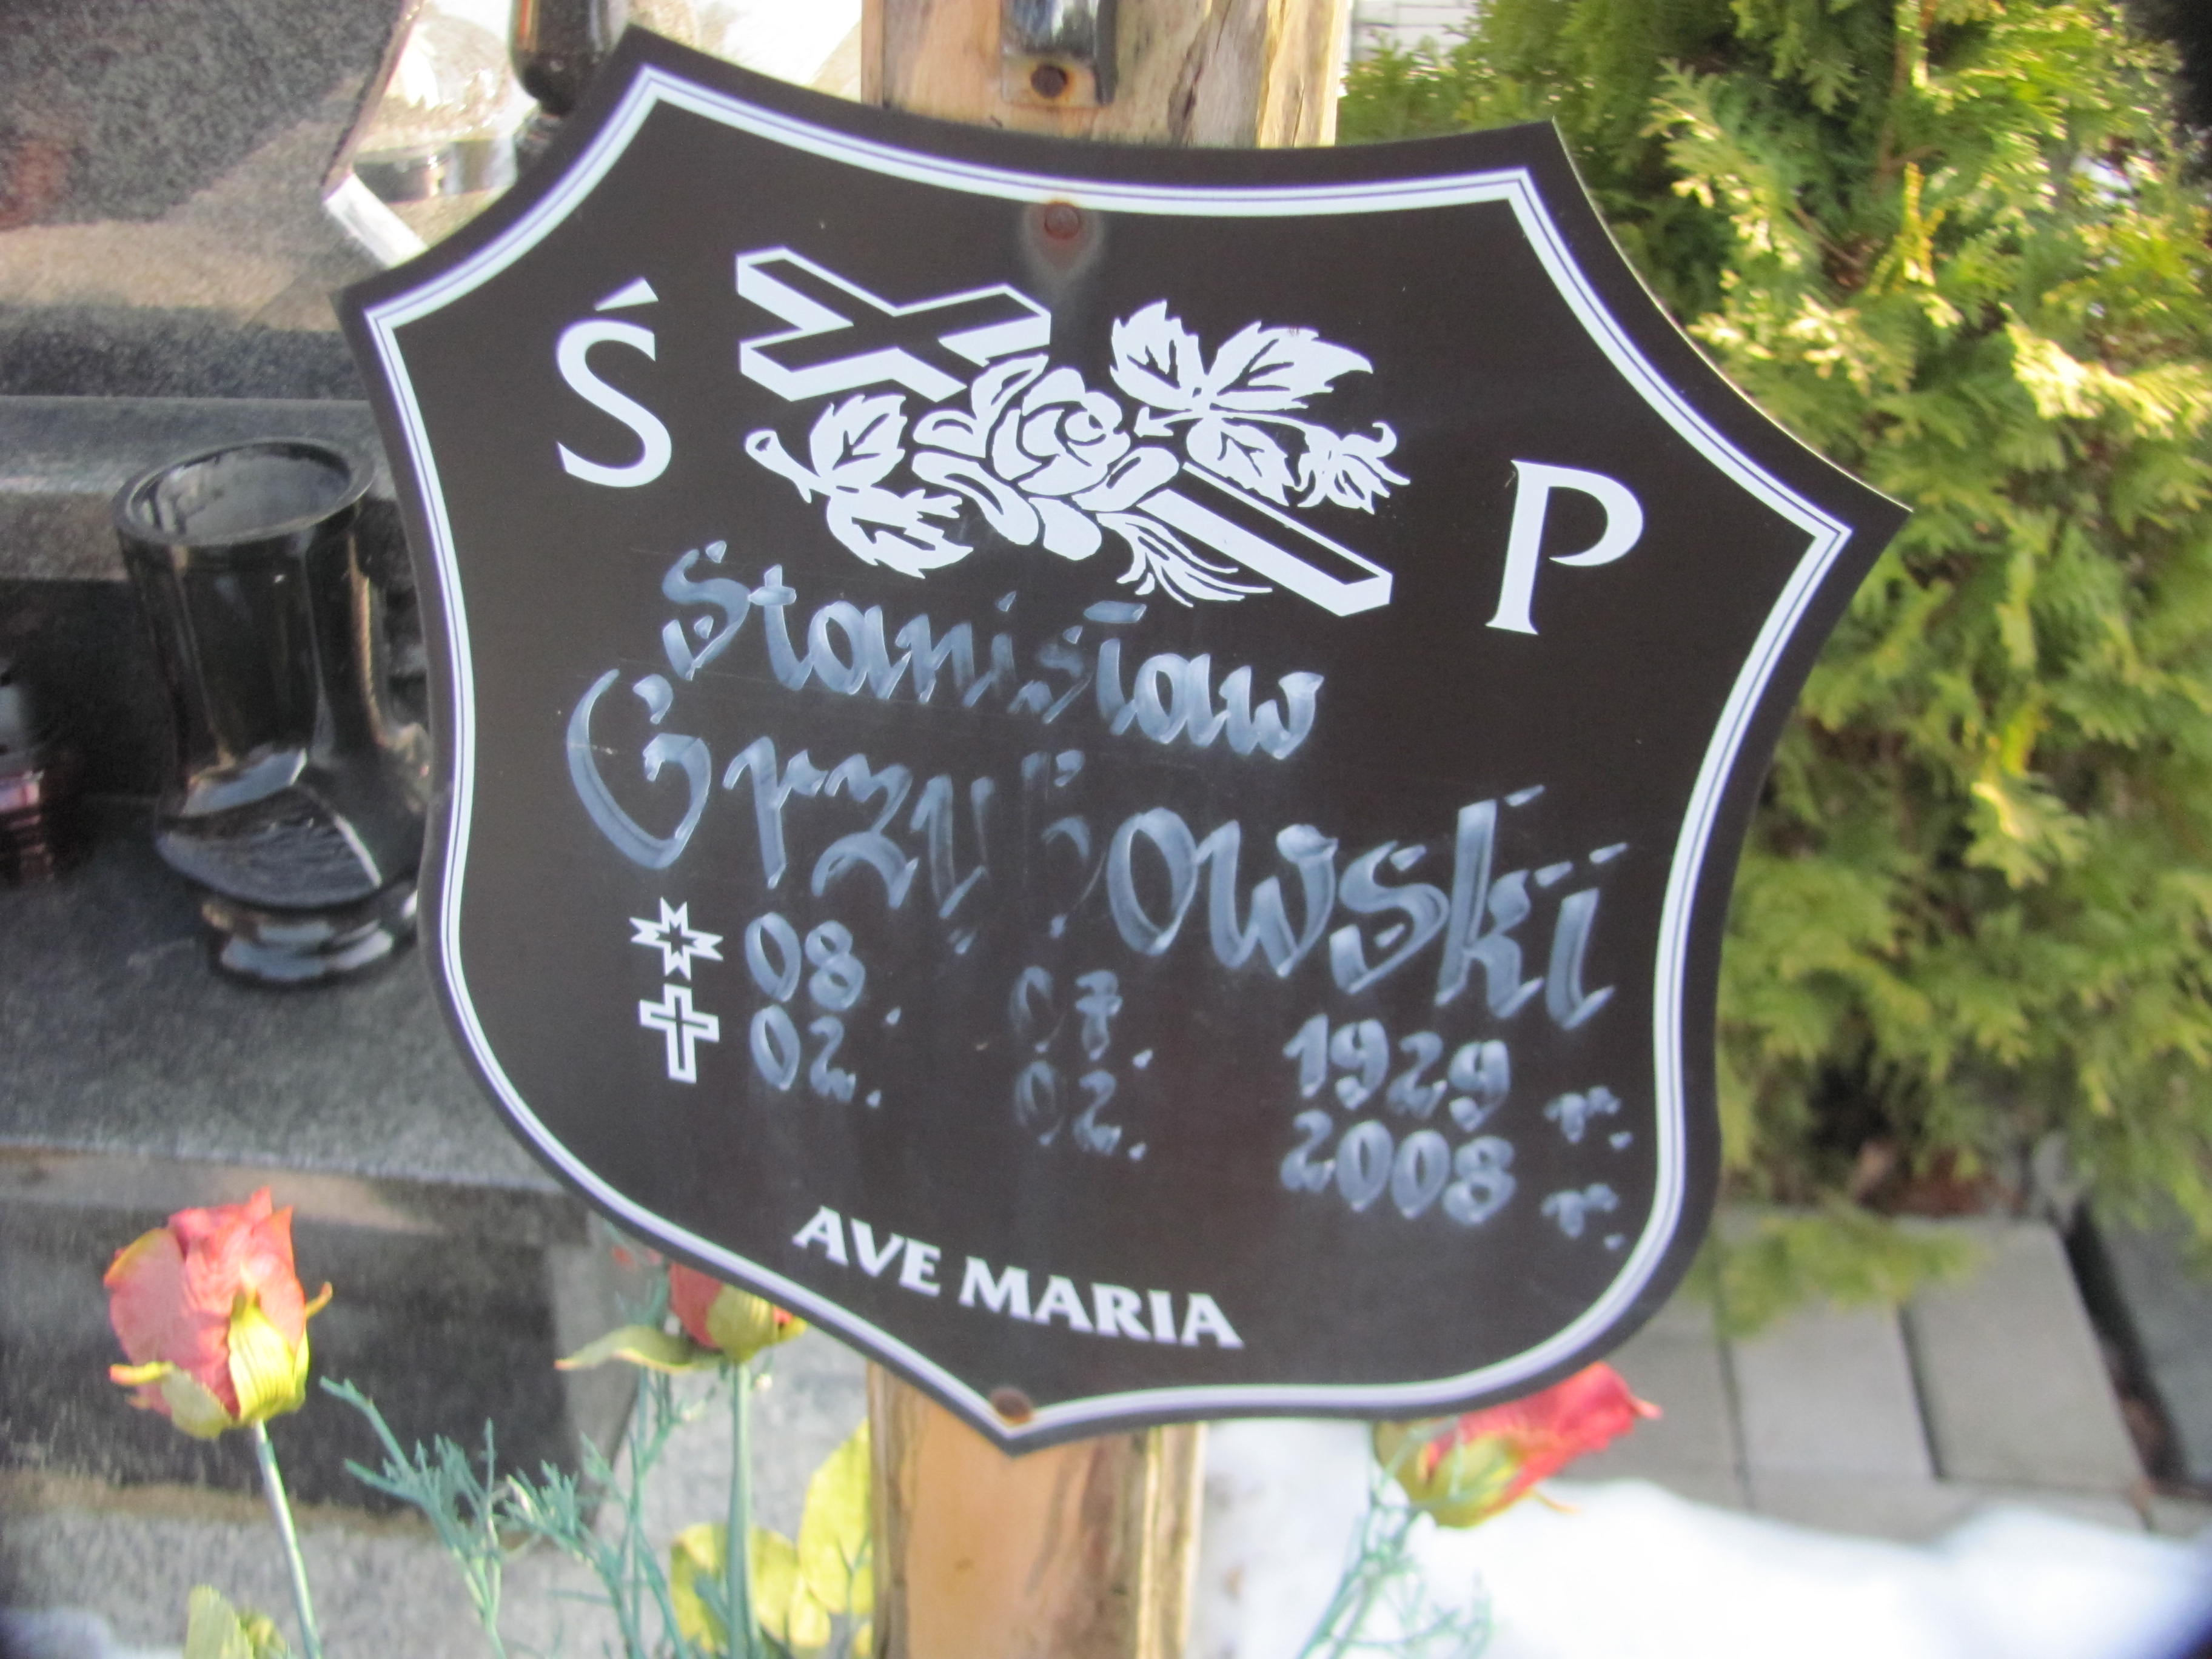 Ś P
Stanisław
Grzybowski
08. 07. 1929 r.
02. 02. 2008 r.
AVE MARIA